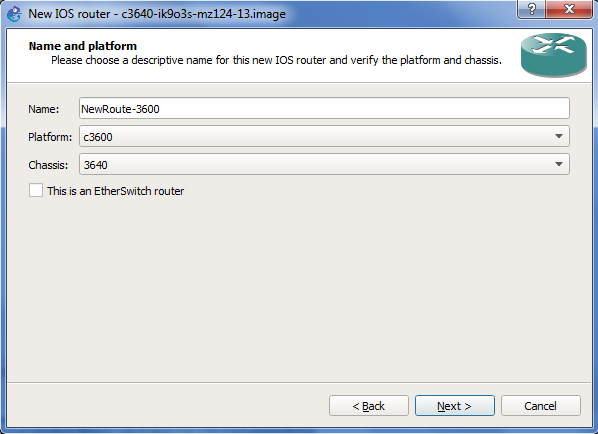 New IOS router - c3640-ik9o3s-mz124-13.image
?
Name and platform
Please choose a descriptive name for this new IOS router and verify the platform and chassis.
Name: NewRoute-3600
Platform: c3600
Chassis: 3640
This is an EtherSwitch router
< Back Next > Cancel